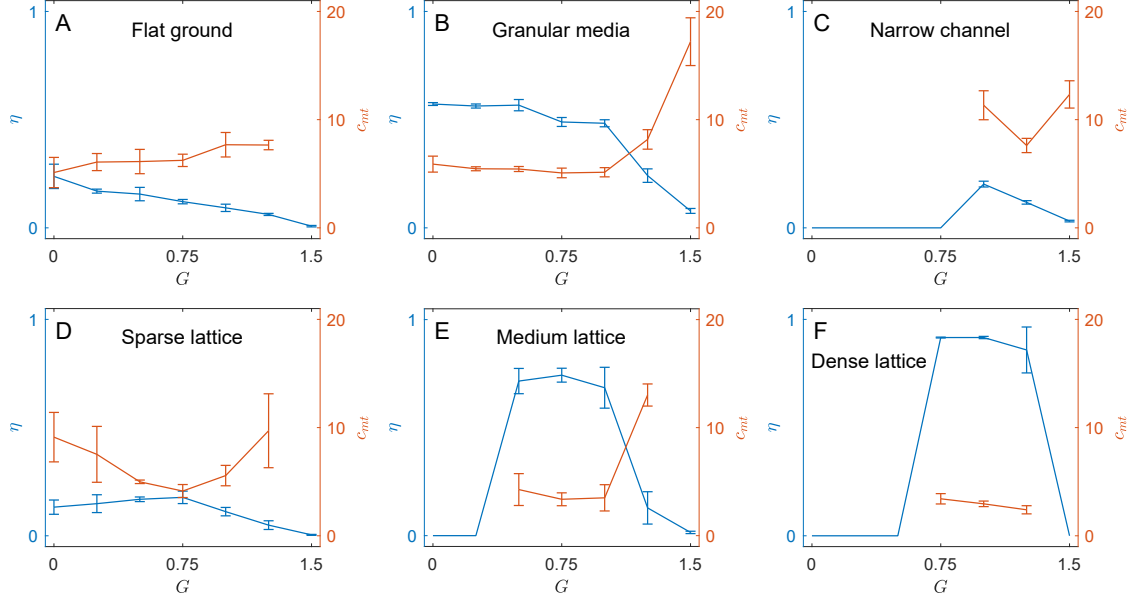 A
Flat ground
1
0
η
20
10
0
c_mt
0
0.75
1.5
G
B
Granular media
1
0
η
20
10
0
c_mt
0
0.75
1.5
G
C
Narrow channel
1
0
η
20
10
0
c_mt
0
0.75
1.5
G
D
Sparse lattice
1
0
η
20
10
0
c_mt
0
0.75
1.5
G
E
Medium lattice
1
0
η
20
10
0
c_mt
0
0.75
1.5
G
F
Dense lattice
1
0
η
20
10
0
c_mt
0
0.75
1.5
G